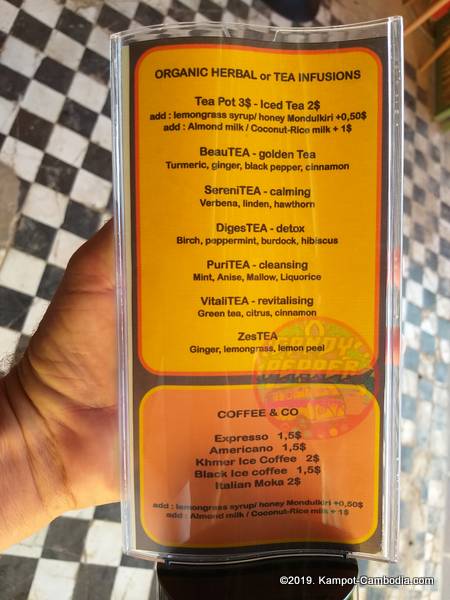 ORGANIC HERBAL or TEA INFUSIONS
Tea Pot 3$ - Iced Tea 2$
add : lemongrass syrup/ honey Mondulkiri +0,50$
add : Almond milk / Coconut-Rice milk + 1$
BeauTEA - golden Tea
Turmeric, ginger, black pepper, cinnamon
SereniTEA - calming
Verbena, linden, hawthorn
DigesTEA - detox
Birch, peppermint, burdock, hibiscus
PuriTEA - cleansing
Mint, Anise, Mallow, Liquorice
VitaliTEA - revitalising
Green tea, citrus, cinnamon
ZesTEA
Ginger, lemongrass, lemon peel
PEPPER
COFFEE & CO
Expresso 1,5$
Americano 1,5$
Khmer Ice Coffee 2$
Black Ice coffee 1,5$
Italian Moka 2$
add : lemongrass syrup/ honey Mondulkiri +0,50$
add : Almond milk / Coconut-Rice milk + 1$
©2019. Kampot-Cambodia.com